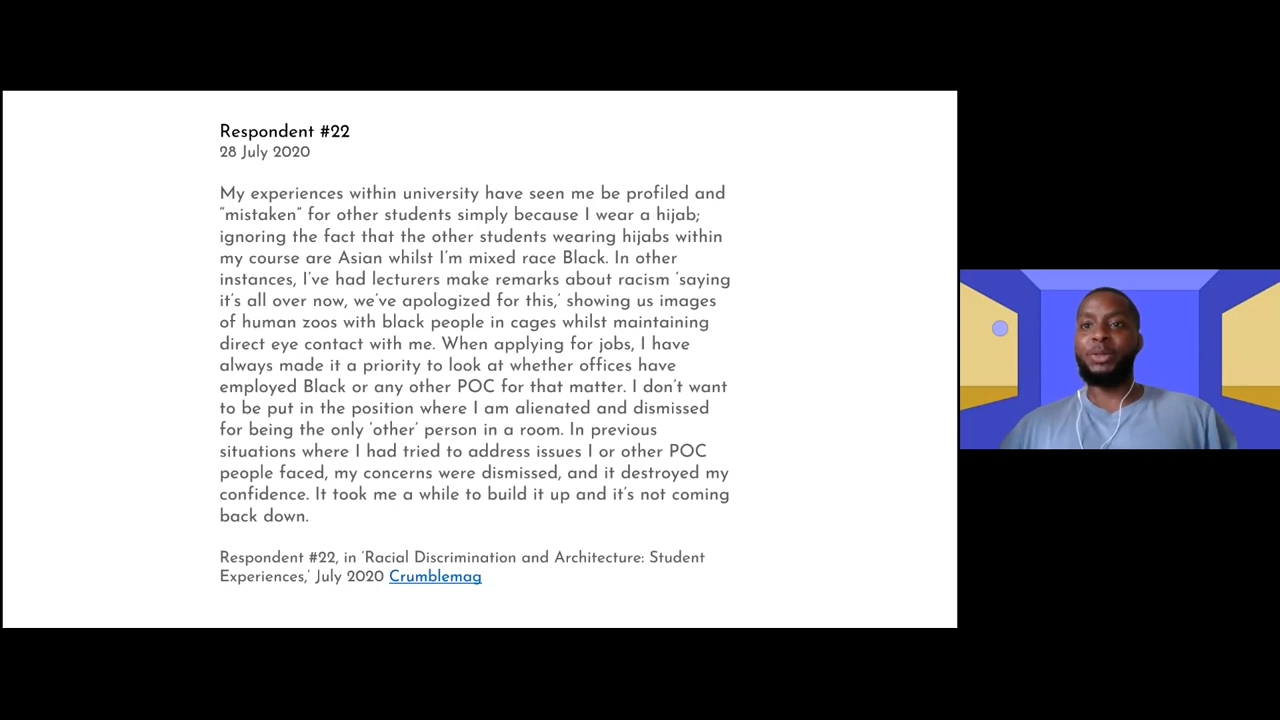 Respondent #22
28 July 2020
My experiences within university have seen me be profiled and
“mistaken” for other students simply because I wear a hijab;
ignoring the fact that the other students wearing hijabs within
my course are Asian whilst I’m mixed race Black. In other
instances, I’ve had lecturers make remarks about racism ‘saying
it’s all over now, we’ve apologized for this,’ showing us images
of human zoos with black people in cages whilst maintaining
direct eye contact with me. When applying for jobs, I have
always made it a priority to look at whether offices have
employed Black or any other POC for that matter. I don’t want
to be put in the position where I am alienated and dismissed
for being the only ‘other’ person in a room. In previous
situations where I had tried to address issues I or other POC
people faced, my concerns were dismissed, and it destroyed my
confidence. It took me a while to build it up and it’s not coming
back down.
Respondent #22, in ‘Racial Discrimination and Architecture: Student
Experiences,’ July 2020 Crumblemag